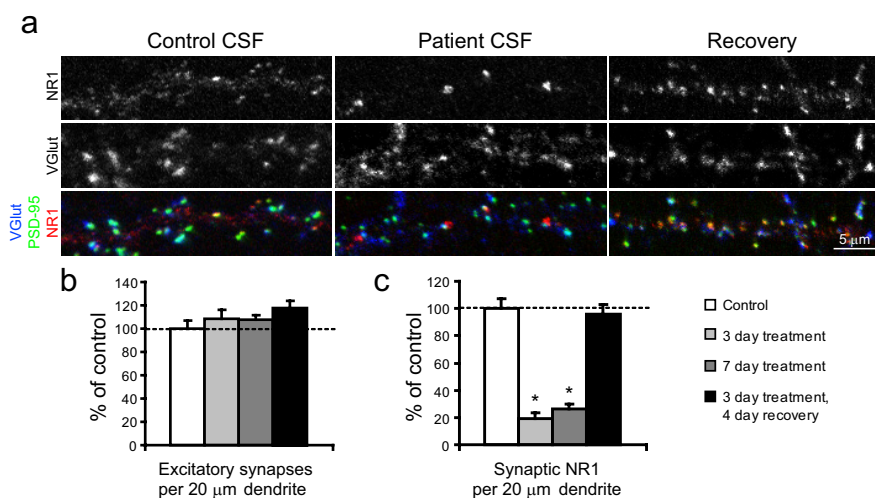 a
Control CSF
Patient CSF
Recovery
NR1
VGlut
VGlut
PSD-95
NR1
5 μm
b
% of control
140
120
100
80
60
40
20
0
Excitatory synapses
per 20 μm dendrite
c
% of control
120
100
80
60
40
20
0
*
*
Synaptic NR1
per 20 μm dendrite
Control
3 day treatment
7 day treatment
3 day treatment,
4 day recovery